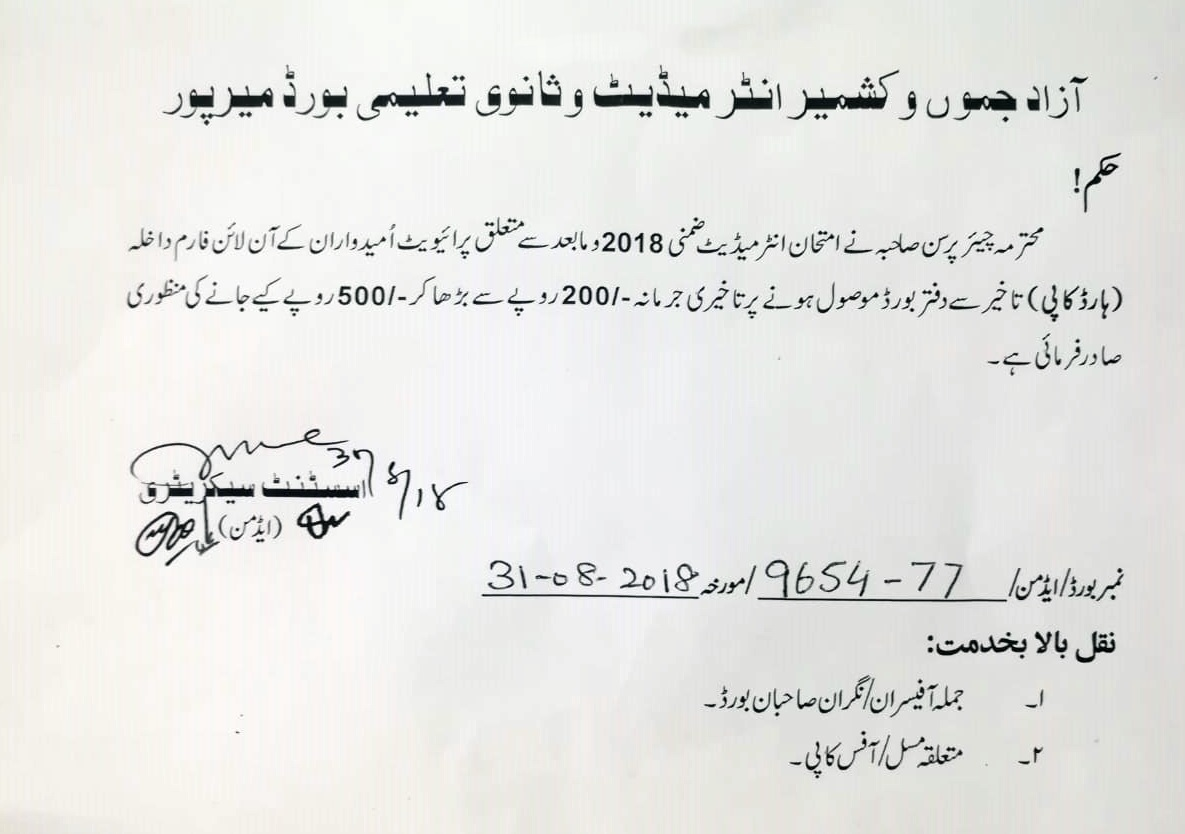 آزاد جموں و کشمیر انٹر میڈیٹ و ثانوی تعلیمی بورڈ میرپور
حکم!
محترمہ چیئر پرسن صاحبہ نے امتحان انٹر میڈیٹ ضمنی 2018 و مابعد سے متعلق پرائیویٹ اُمیدواران کے آن لائن فارم داخلہ
(ہارڈ کاپی) تاخیر سے دفتر بورڈ موصول ہونے پر تاخیری جرمانہ -/200 روپے سے بڑھا کر -/500 روپے کیے جانے کی منظوری
صادر فرمائی ہے۔
اسسٹنٹ سیکریٹری
(ایڈمن)
نمبر بورڈ/ایڈمن/ 9654-77 /مورخہ 31-08-2018
نقل بالا بخدمت:
۱۔ جملہ آفیسران/نگران صاحبان بورڈ۔
۲۔ متعلقہ مسل/آفس کاپی۔